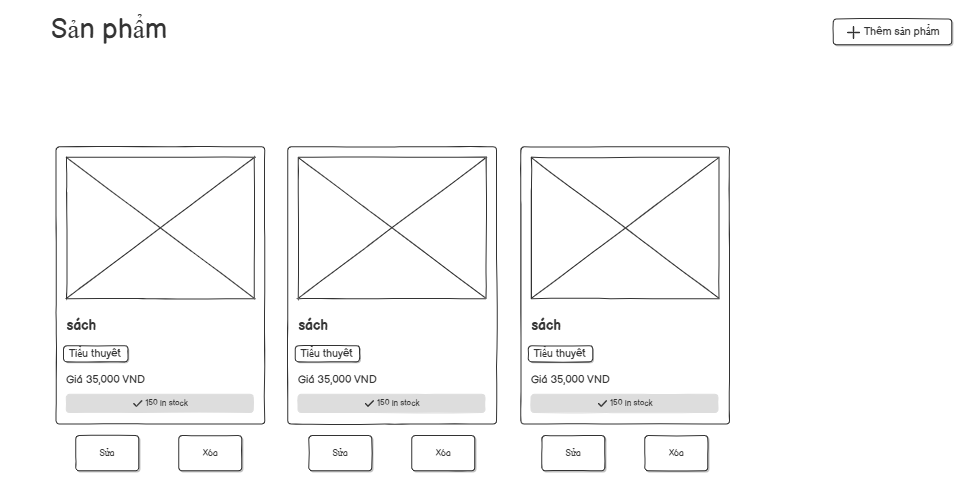 Sản phẩm
Thêm sản phẩm
sách
Tiểu thuyết
Giá 35,000 VND
150 in stock
Sửa
Xóa
sách
Tiểu thuyết
Giá 35,000 VND
150 in stock
Sửa
Xóa
sách
Tiểu thuyết
Giá 35,000 VND
150 in stock
Sửa
Xóa